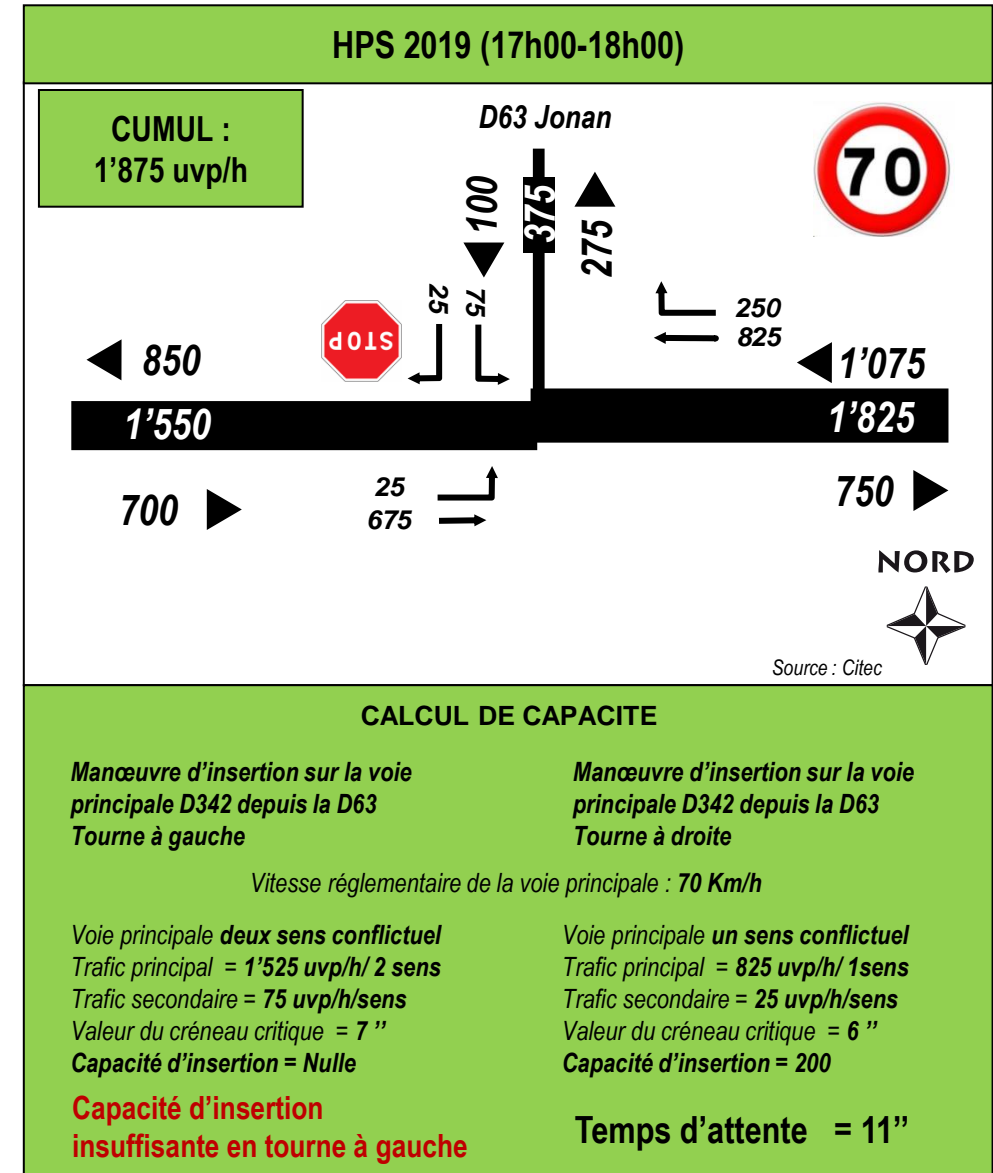 HPS 2019 (17h00-18h00)
CUMUL :
1’875 uvp/h
D63 Jonan
70
100
375
275
25
75
STOP
250
825
850
1’075
1’550
1’825
700
25
675
750
NORD
Source : Citec
CALCUL DE CAPACITE
Manœuvre d’insertion sur la voie
principale D342 depuis la D63
Tourne à gauche
Manœuvre d’insertion sur la voie
principale D342 depuis la D63
Tourne à droite
Vitesse réglementaire de la voie principale : 70 Km/h
Voie principale deux sens conflictuel
Trafic principal = 1’525 uvp/h/ 2 sens
Trafic secondaire = 75 uvp/h/sens
Valeur du créneau critique = 7 ’’
Capacité d’insertion = Nulle
Capacité d’insertion
insuffisante en tourne à gauche
Voie principale un sens conflictuel
Trafic principal = 825 uvp/h/ 1sens
Trafic secondaire = 25 uvp/h/sens
Valeur du créneau critique = 6 ’’
Capacité d’insertion = 200
Temps d’attente = 11’’